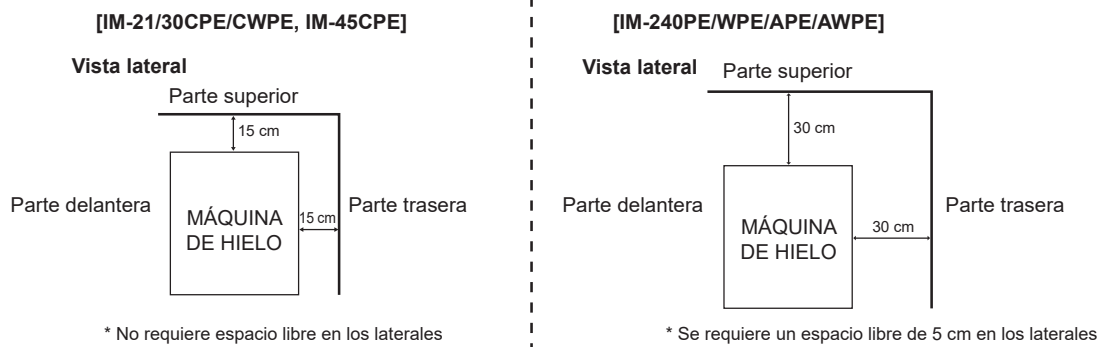 [IM-21/30CPE/CWPE, IM-45CPE]
Vista lateral
Parte superior
15 cm
Parte delantera
MÁQUINA
DE HIELO
15 cm
Parte trasera
* No requiere espacio libre en los laterales
[IM-240PE/WPE/APE/AWPE]
Vista lateral
Parte superior
30 cm
Parte delantera
MÁQUINA
DE HIELO
30 cm
Parte trasera
* Se requiere un espacio libre de 5 cm en los laterales